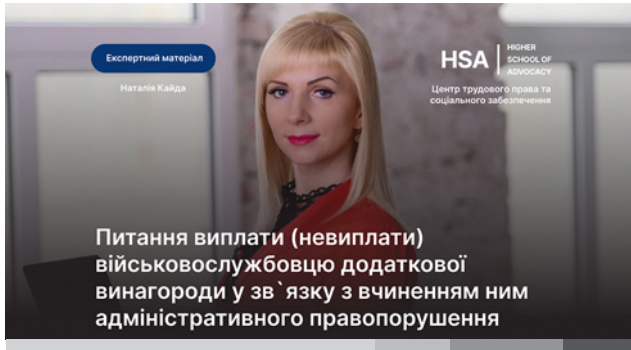 Експертний матеріал
Наталія Кайда
HSA
HIGHER
SCHOOL OF
ADVOCACY
Центр трудового права та
соціального забезпечення
Питання виплати (невиплати)
військовослужбовцю додаткової
винагороди у зв`язку з вчиненням ним
адміністративного правопорушення